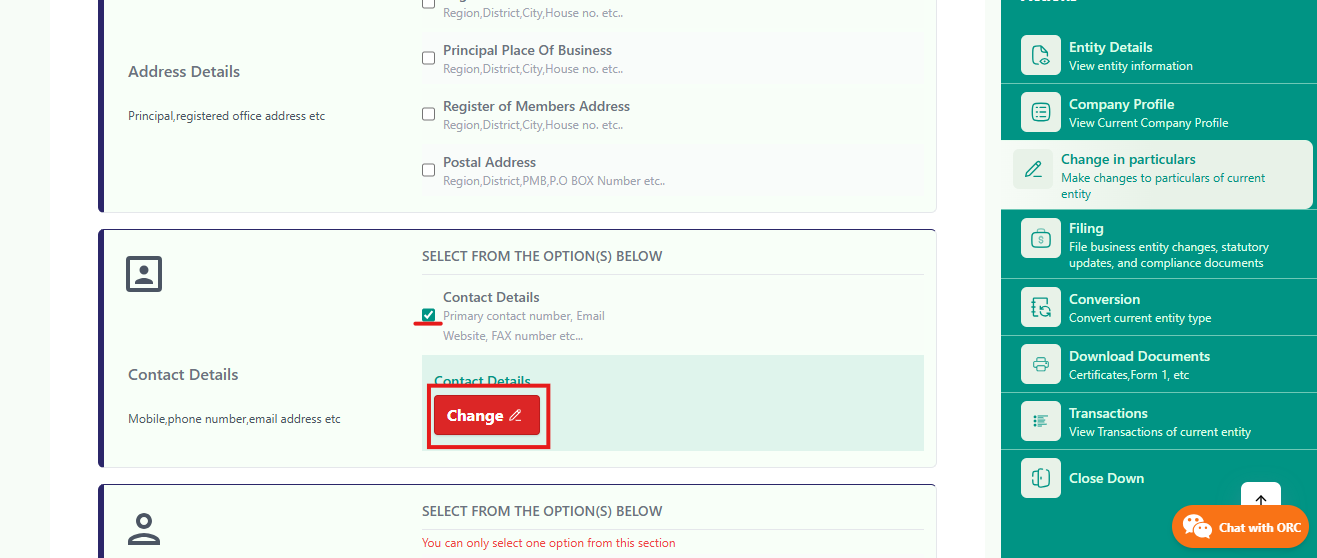 Region,District,City,House no. etc..
Principal Place Of Business
Region,District,City,House no. etc..
Address Details
Principal,registered office address etc
Register of Members Address
Region,District,City,House no. etc..
Postal Address
Region,District,PMB,P.O BOX Number etc..
SELECT FROM THE OPTION(S) BELOW
Contact Details
Primary contact number, Email
Website, FAX number etc...
Contact Details
Mobile,phone number,email address etc
Contact Details
Change
SELECT FROM THE OPTION(S) BELOW
You can only select one option from this section
Entity Details
View entity information
Company Profile
View Current Company Profile
Change in particulars
Make changes to particulars of current
entity
Filing
File business entity changes, statutory
updates, and compliance documents
Conversion
Convert current entity type
Download Documents
Certificates,Form 1, etc
Transactions
View Transactions of current entity
Close Down
Chat with ORC